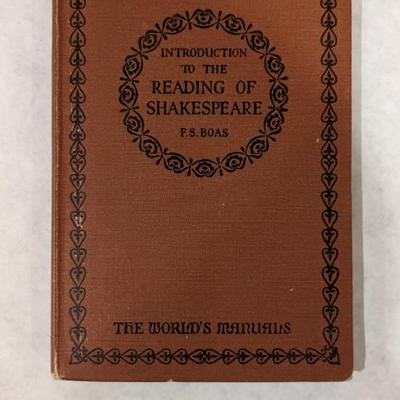 INTRODUCTION
TO THE
READING OF
SHAKESPEARE
F. S. BOAS
THE WORLD'S MANUALS